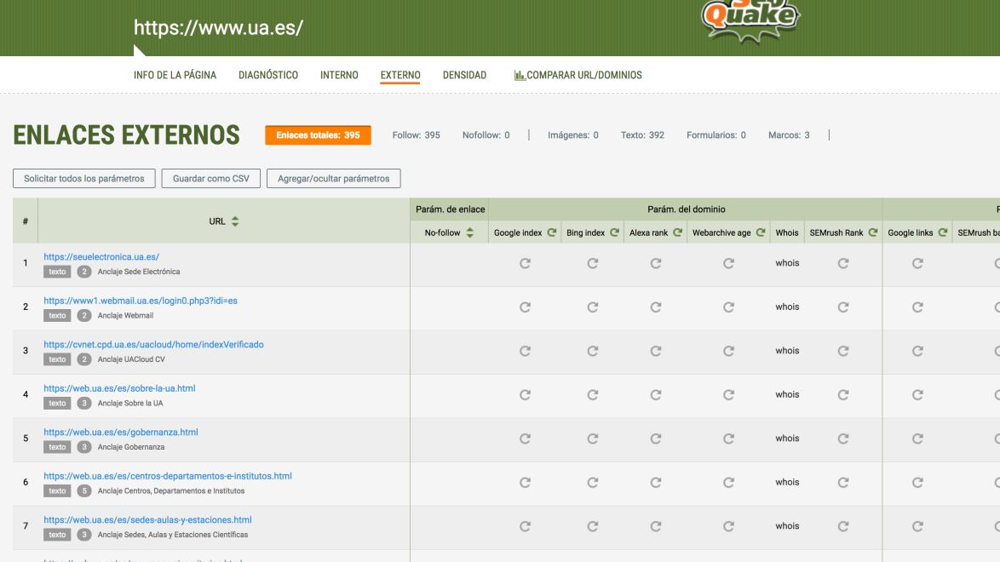 https://www.ua.es/
Quake
INFO DE LA PÁGINA DIAGNÓSTICO INTERNO EXTERNO DENSIDAD COMPARAR URL/DOMINIOS
ENLACES EXTERNOS Enlaces totales: 395 Follow: 395 Nofollow: 0 | Imágenes: 0 Texto: 392 Formularios: 0 Marcos: 3 |
Solicitar todos los parámetros Guardar como CSV Agregar/ocultar parámetros
# URL Parám. de enlace Parám. del dominio
No-follow Google index Bing index Alexa rank Webarchive age Whois SEMrush Rank Google links SEMrush
1 https://seuelectronica.ua.es/ whois
texto 2 Anclaje Sede Electrónica
2 https://www1.webmail.ua.es/login0.php3?idi=es whois
texto 2 Anclaje Webmail
3 https://cvnet.cpd.ua.es/uacloud/home/indexVerificado whois
texto 2 Anclaje UACloud CV
4 https://web.ua.es/es/sobre-la-ua.html whois
texto 3 Anclaje Sobre la UA
5 https://web.ua.es/es/gobernanza.html whois
texto 3 Anclaje Gobernanza
6 https://web.ua.es/es/centros-departamentos-e-institutos.html whois
texto 5 Anclaje Centros, Departamentos e Institutos
7 https://web.ua.es/es/sedes-aulas-y-estaciones.html whois
texto 3 Anclaje Sedes, Aulas y Estaciones Científicas